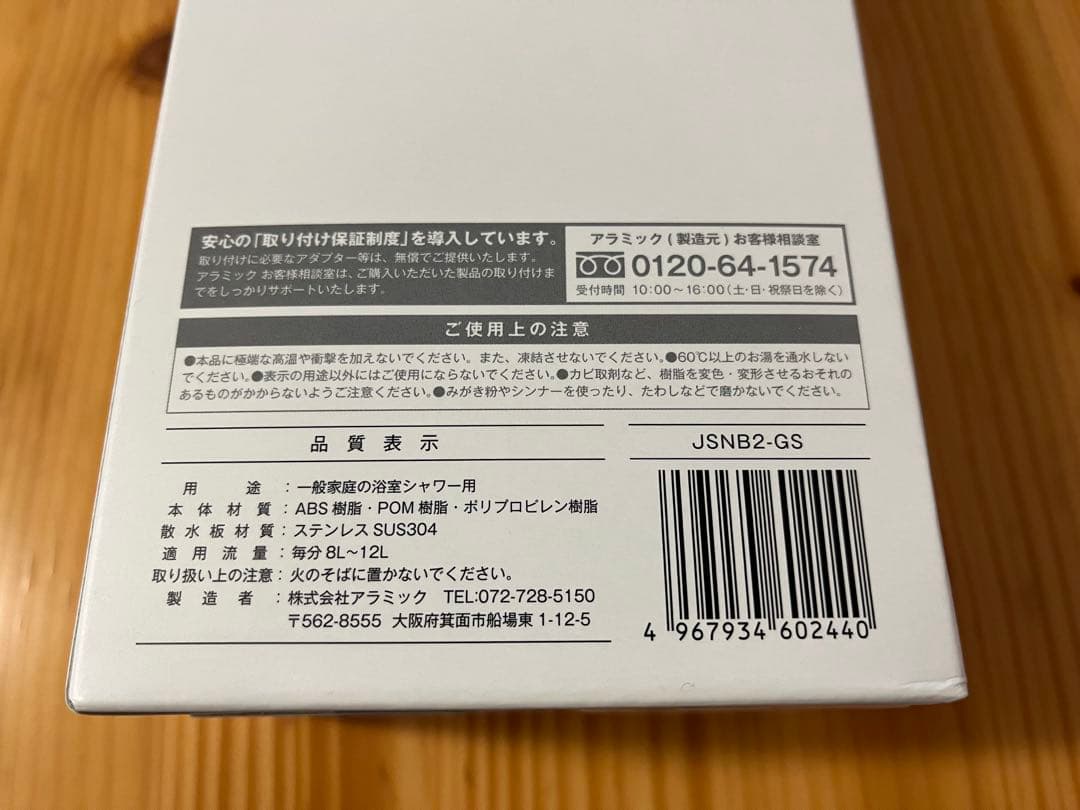 安心の「取り付け保証制度」を導入しています。
取り付けに必要なアダプター等は、無償でご提供いたします。
アラミック お客様相談室は、ご購入いただいた製品の取り付けま
でをしっかりサポートいたします。
アラミック(製造元)お客様相談室
0120-64-1574
受付時間 10:00〜16:00(土・日・祝祭日を除く)
ご使用上の注意
●本品に極端な高温や衝撃を加えないでください。また、凍結させないでください。●60℃以上のお湯を通水しない
でください。●表示の用途以外にはご使用にならないでください。●カビ取剤など、樹脂を変色・変形させるおそれの
あるものがかからないようご注意ください。●みがき粉やシンナーを使ったり、たわしなどで磨かないでください。
品質表示
用途:一般家庭の浴室シャワー用
本体材質:ABS樹脂・POM樹脂・ポリプロピレン樹脂
散水板材質:ステンレス SUS304
適用流量:毎分 8L〜12L
取り扱い上の注意:火のそばに置かないでください。
製造者:株式会社アラミック TEL:072-728-5150
〒562-8555 大阪府箕面市船場東 1-12-5
JSNB2-GS
4 967934 602440